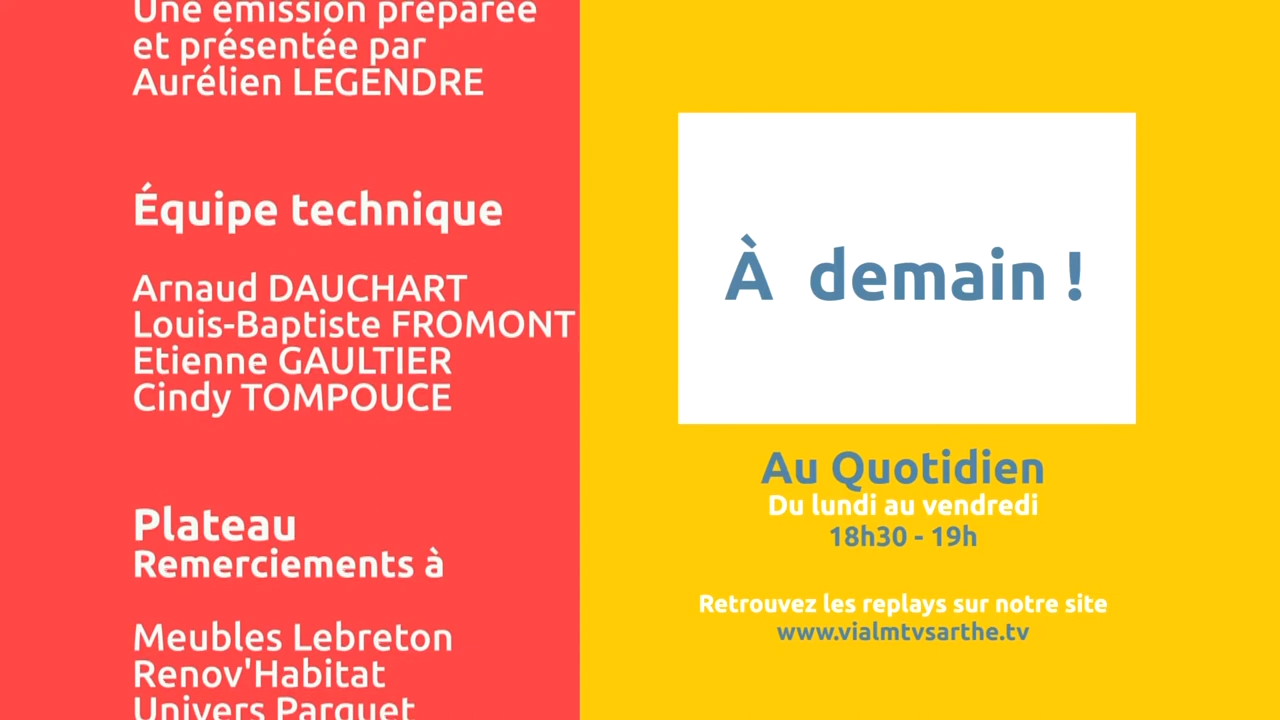 Une émission préparée
et présentée par
Aurélien LEGENDRE
Équipe technique
Arnaud DAUCHART
Louis-Baptiste FROMONT
Etienne GAULTIER
Cindy TOMPOUCE
Plateau
Remerciements à
Meubles Lebreton
Renov'Habitat
Univers Parquet
À demain !
Au Quotidien
Du lundi au vendredi
18h30 - 19h
Retrouvez les replays sur notre site
www.vialmtvsarthe.tv